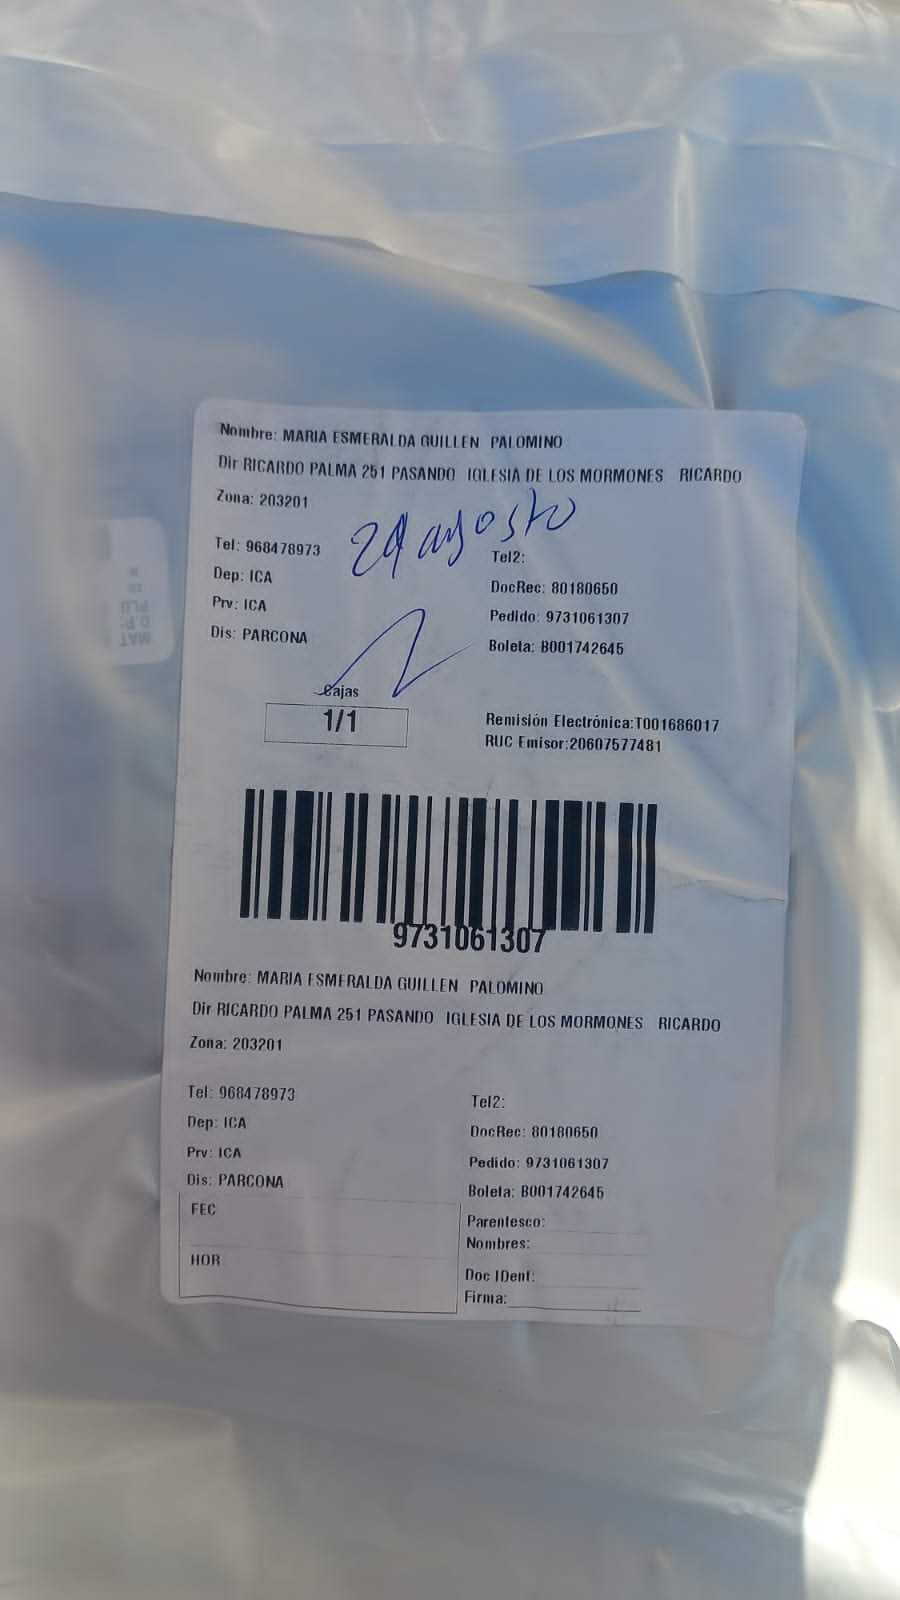 Nombre: MARIA ESMERALDA GUILLEN PALOMINO
Dir RICARDO PALMA 251 PASANDO IGLESIA DE LOS MORMONES RICARDO
Zona: 203201
agosto
Tel: 968478973
Tel2:
Dep: ICA
DocRec: 80180650
Prv: ICA
Pedido: 9731061307
Dis: PARCONA
Boleta: B001742645
Cajas
1/1
Remisión Electrónica:T001686017
RUC Emisor:20607577481
9731061307
Nombre: MARIA ESMERALDA GUILLEN PALOMINO
Dir RICARDO PALMA 251 PASANDO IGLESIA DE LOS MORMONES RICARDO
Zona: 203201
Tel: 968478973
Tel2:
Dep: ICA
DocRec: 80180650
Prv: ICA
Pedido: 9731061307
Dis: PARCONA
Boleta: B001742645
FEC
Parentesco:
Nombres:
HOR
Doc IDent:
Firma:
MAT
PLU